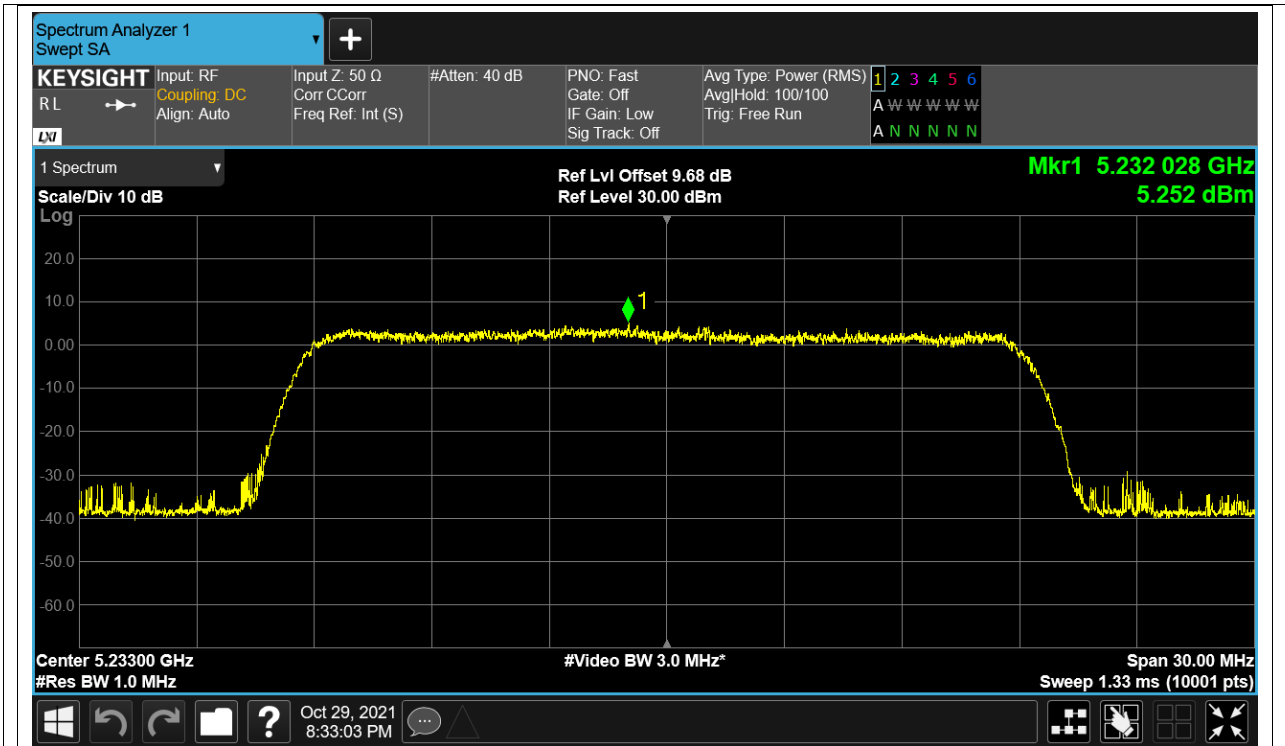 Spectrum Analyzer 1
Swept SA
KEYSIGHT
R L
LXI
Input: RF
Coupling: DC
Align: Auto
Input Z: 50 Ω
Corr CCorr
Freq Ref: Int (S)
#Atten: 40 dB
PNO: Fast
Gate: Off
IF Gain: Low
Sig Track: Off
Avg Type: Power (RMS)
Avg|Hold: 100/100
Trig: Free Run
1 2 3 4 5 6
A W W W W W
A N N N N N
1 Spectrum
Scale/Div 10 dB
Log
Ref Lvl Offset 9.68 dB
Ref Level 30.00 dBm
Mkr1 5.232 028 GHz
5.252 dBm
20.0
10.0
1
0.00
-10.0
-20.0
-30.0
-40.0
-50.0
-60.0
Center 5.23300 GHz
#Res BW 1.0 MHz
#Video BW 3.0 MHz*
Span 30.00 MHz
Sweep 1.33 ms (10001 pts)
?
Oct 29, 2021
8:33:03 PM